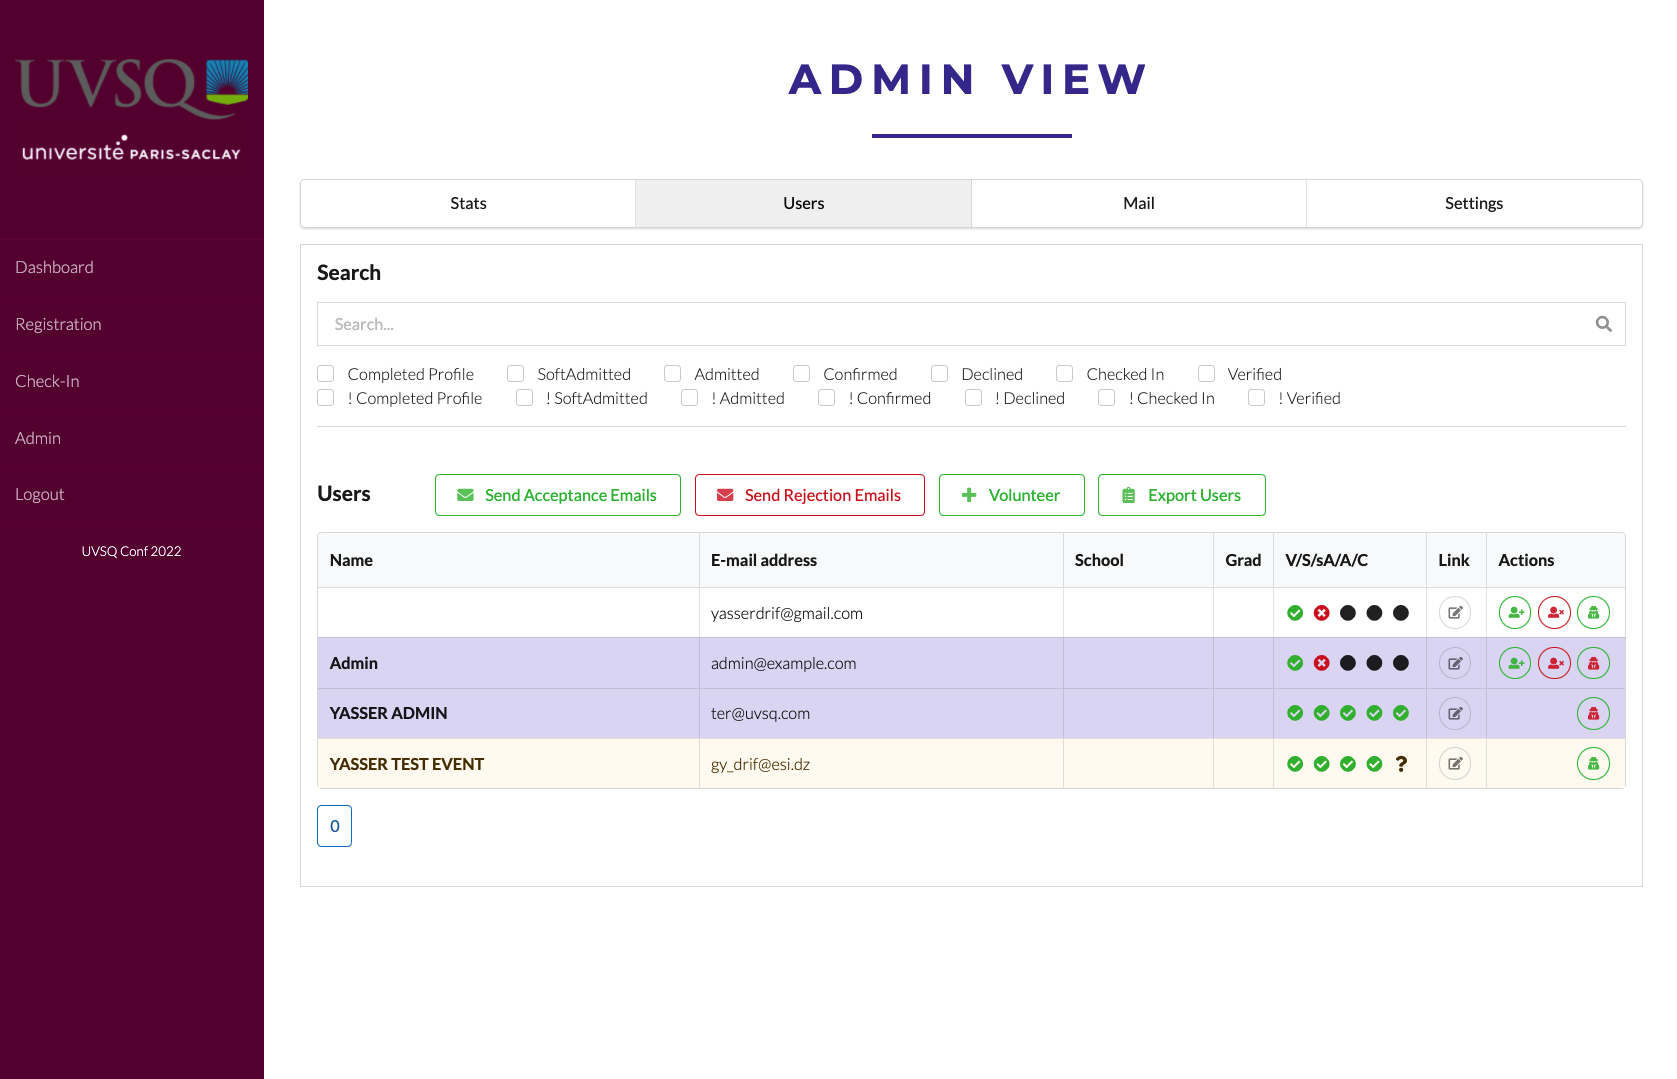 UVSQ
université PARIS-SACLAY
Dashboard
Registration
Check-In
Admin
Logout
UVSQ Conf 2022
ADMIN VIEW
Stats Users Mail Settings
Search
Search...
Completed Profile SoftAdmitted Admitted Confirmed Declined Checked In Verified
! Completed Profile ! SoftAdmitted ! Admitted ! Confirmed ! Declined ! Checked In ! Verified
Users Send Acceptance Emails Send Rejection Emails Volunteer Export Users
Name E-mail address School Grad V/S/sA/A/C Link Actions
yasserdrif@gmail.com
Admin admin@example.com
YASSER ADMIN ter@uvsq.com
YASSER TEST EVENT gy_drif@esi.dz ?
0